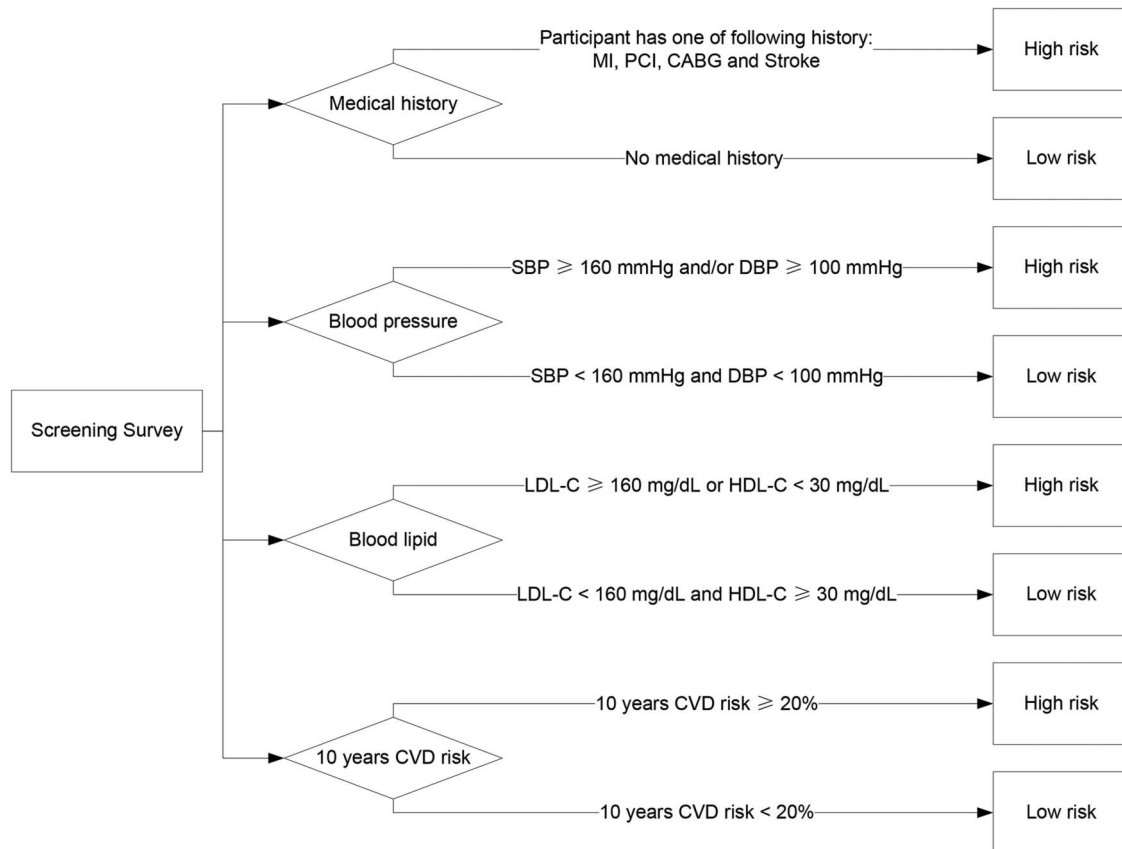 Participant has one of following history:
MI, PCI, CABG and Stroke
High risk
Medical history
No medical history
Low risk
SBP ⩾ 160 mmHg and/or DBP ⩾ 100 mmHg
High risk
Blood pressure
SBP < 160 mmHg and DBP < 100 mmHg
Low risk
Screening Survey
LDL-C ⩾ 160 mg/dL or HDL-C < 30 mg/dL
High risk
Blood lipid
LDL-C < 160 mg/dL and HDL-C ⩾ 30 mg/dL
Low risk
10 years CVD risk ⩾ 20%
High risk
10 years CVD risk
10 years CVD risk < 20%
Low risk